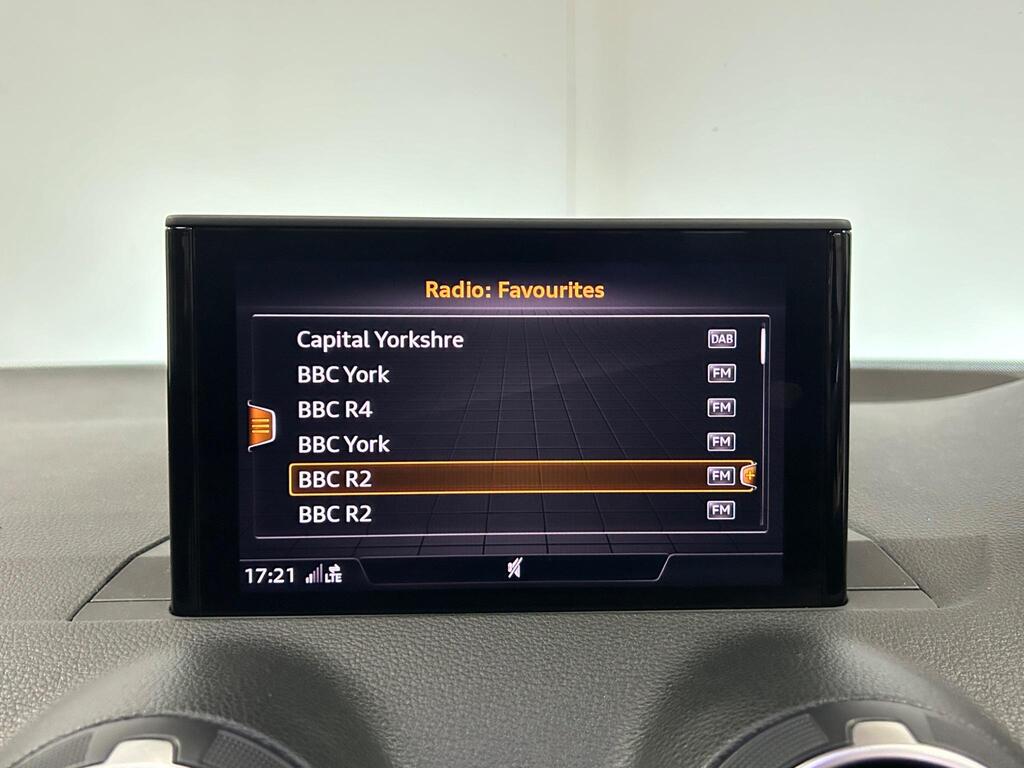 Radio: Favourites
Capital Yorkshre DAB
BBC York FM
BBC R4 FM
BBC York FM
BBC R2 FM
BBC R2 FM
17:21 LTE